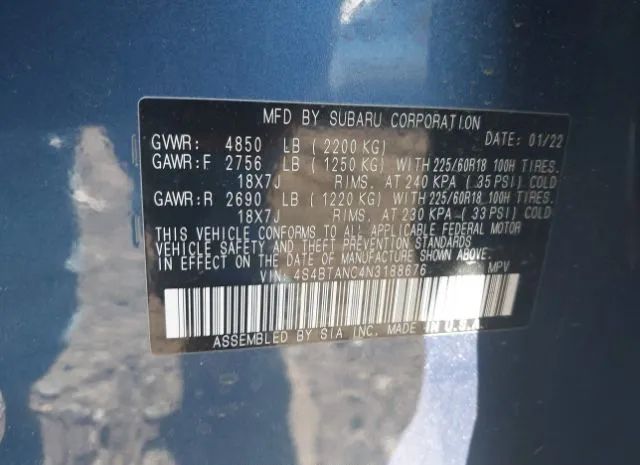 MFD BY SUBARU CORPORATION
GVWR: 4850 LB (2200 KG) DATE: 01/22
GAWR:F 2756 LB (1250 KG) WITH 225/60R18 100H TIRES.
18X7J RIMS. AT 240 KPA (35 PSI) COLD
GAWR:R 2690 LB (1220 KG) WITH 225/60R18 100H TIRES.
18X7J RIMS. AT 230 KPA (33 PSI) COLD
THIS VEHICLE CONFORMS TO ALL APPLICABLE FEDERAL MOTOR
VEHICLE SAFETY AND THEFT PREVENTION STANDARDS
IN EFFECT ON THE DATE OF MANUFACTURE SHOWN ABOVE.
VIN: 4S4BTANC4N3188676 MPV
ASSEMBLED BY SIA, INC. MADE IN U.S.A.